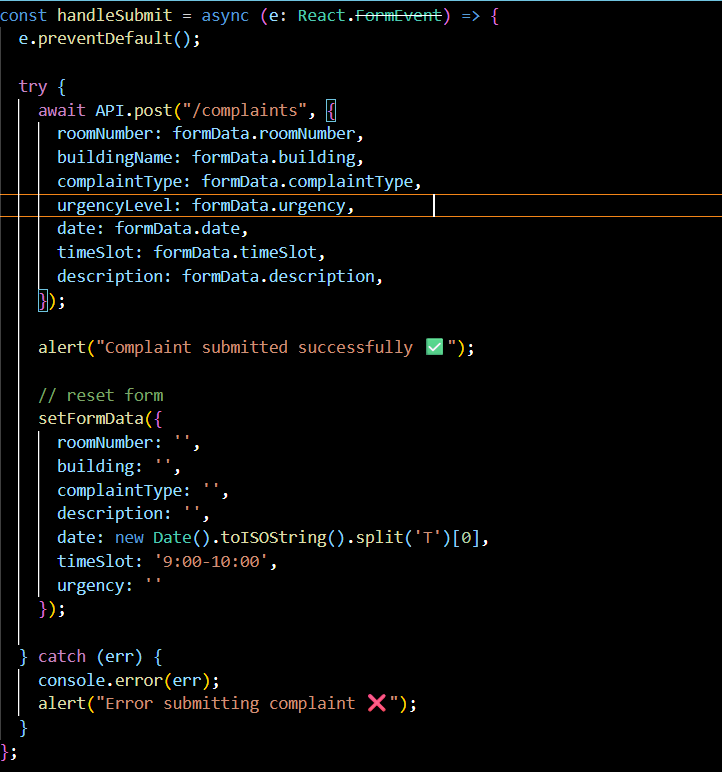 const handleSubmit = async (e: React.FormEvent) => {
  e.preventDefault();

  try {
    await API.post("/complaints", {
      roomNumber: formData.roomNumber,
      buildingName: formData.building,
      complaintType: formData.complaintType,
      urgencyLevel: formData.urgency,
      date: formData.date,
      timeSlot: formData.timeSlot,
      description: formData.description,
    });

    alert("Complaint submitted successfully ✅");

    // reset form
    setFormData({
      roomNumber: '',
      building: '',
      complaintType: '',
      description: '',
      date: new Date().toISOString().split('T')[0],
      timeSlot: '9:00-10:00',
      urgency: ''
    });

  } catch (err) {
    console.error(err);
    alert("Error submitting complaint ❌");
  }
};